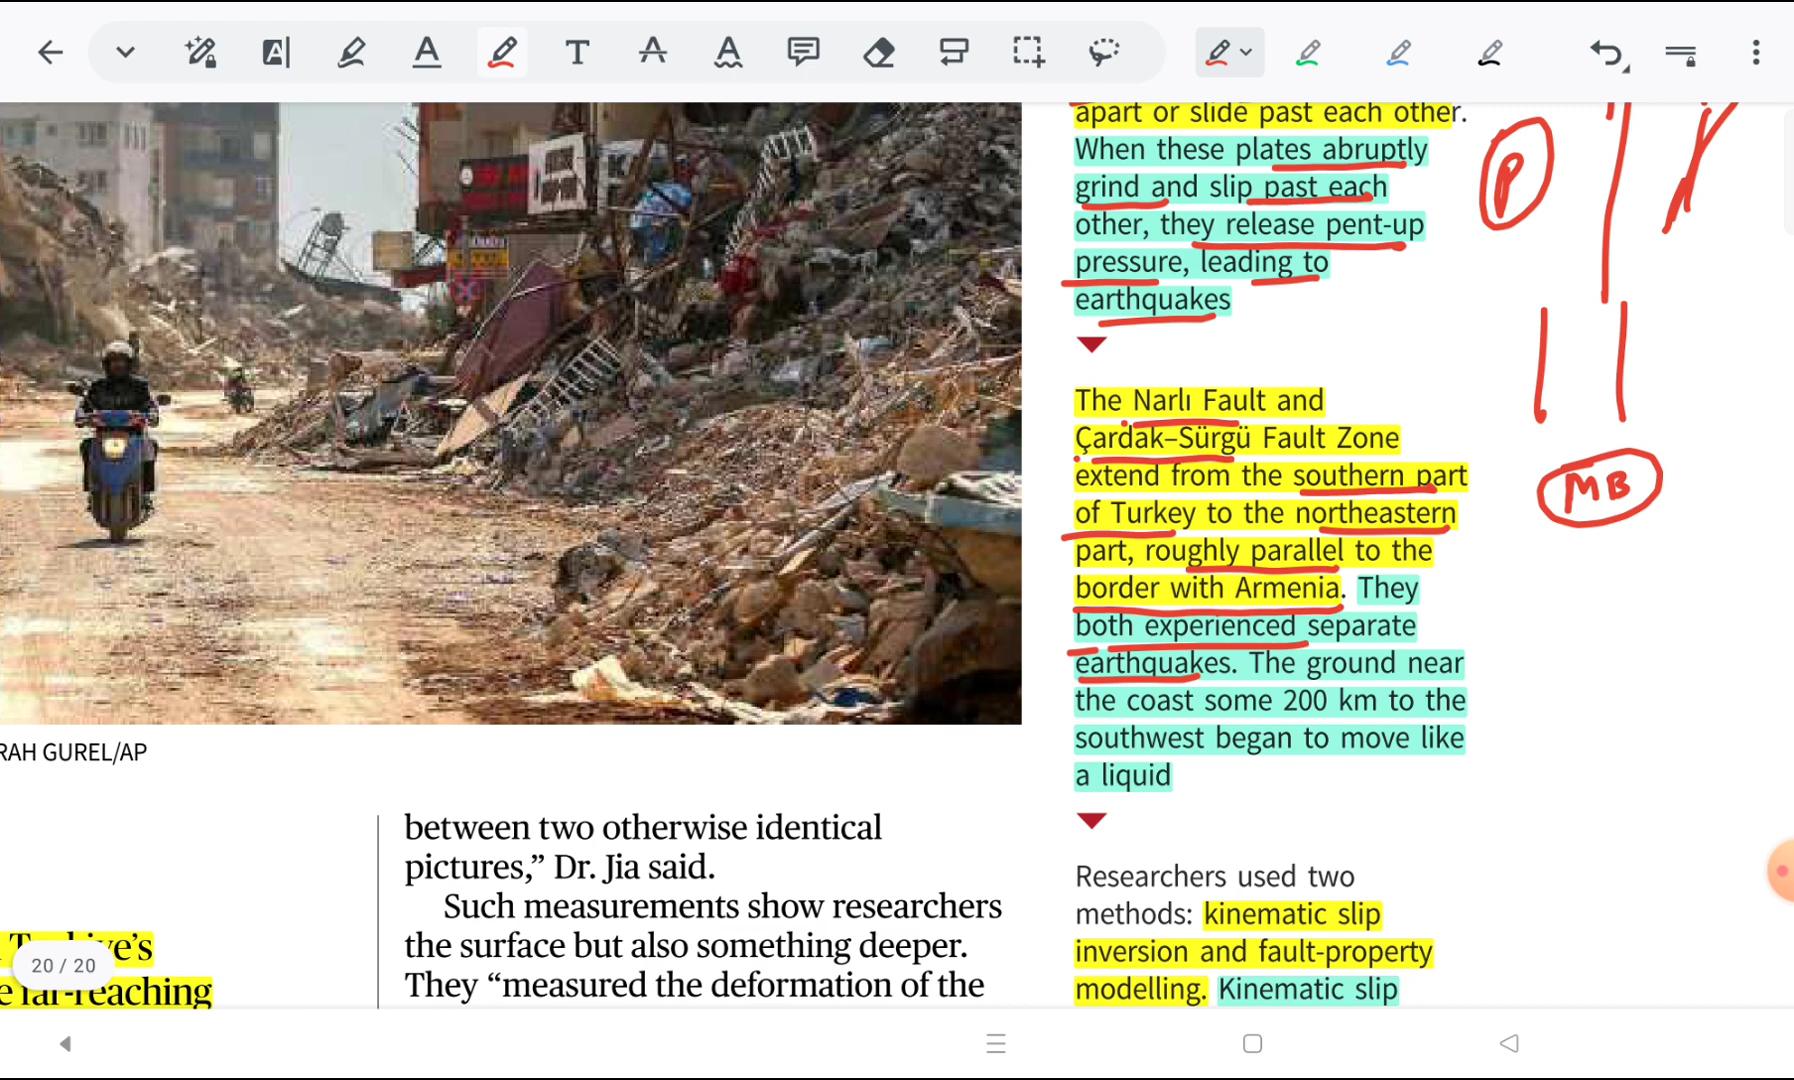 RAH GUREL/AP
between two otherwise identical
pictures,” Dr. Jia said.
Such measurements show researchers
the surface but also something deeper.
They “measured the deformation of the
far-reaching
20 / 20
apart or slide past each other.
When these plates abruptly
grind and slip past each
other, they release pent-up
pressure, leading to
earthquakes
The Narlı Fault and
Çardak–Sürgü Fault Zone
extend from the southern part
of Turkey to the northeastern
part, roughly parallel to the
border with Armenia. They
both experienced separate
earthquakes. The ground near
the coast some 200 km to the
southwest began to move like
a liquid
Researchers used two
methods: kinematic slip
inversion and fault-property
modelling. Kinematic slip
P
MB